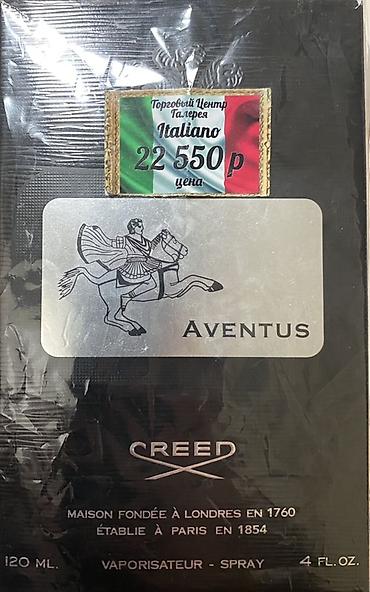 Торговый Центр
Галерея
Italiano
22 550 р
цена
AVENTUS
CREED
MAISON FONDÉE À LONDRES EN 1760
ÉTABLIE À PARIS EN 1854
120 ML. VAPORISATEUR - SPRAY 4 FL.OZ.